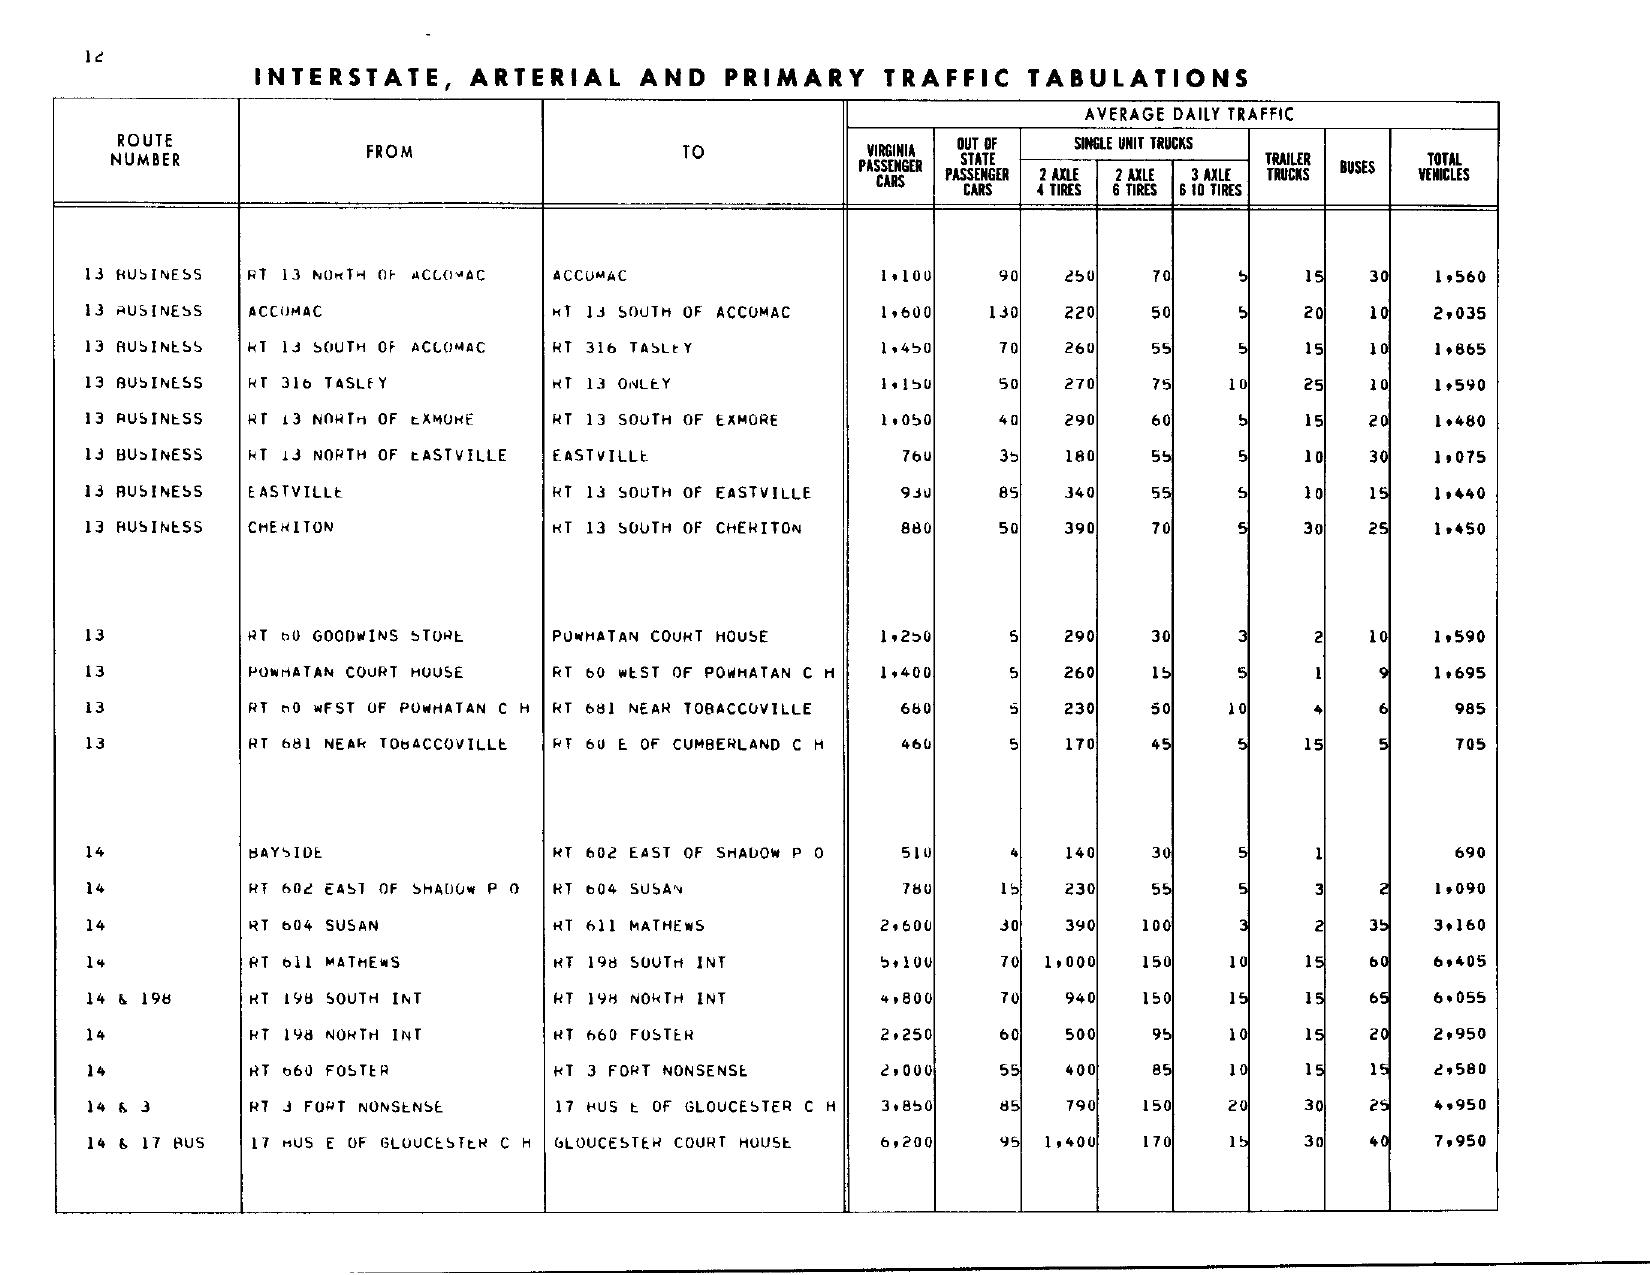 12
INTERSTATE, ARTERIAL AND PRIMARY TRAFFIC TABULATIONS
ROUTE NUMBER FROM TO AVERAGE DAILY TRAFFIC
VIRGINIA PASSENGER CARS OUT OF STATE PASSENGER CARS SINGLE UNIT TRUCKS 2 AXLE 4 TIRES 2 AXLE 6 TIRES 3 AXLE 6 10 TIRES TRAILER TRUCKS BUSES TOTAL VEHICLES
13 BUSINESS RT 13 NORTH OF ACCOMAC ACCOMAC 1,100 90 250 70 5 15 30 1,560
13 BUSINESS ACCOMAC RT 13 SOUTH OF ACCOMAC 1,600 130 220 50 5 20 10 2,035
13 BUSINESS RT 13 SOUTH OF ACCOMAC RT 316 TASLEY 1,450 70 260 55 5 15 10 1,865
13 BUSINESS RT 316 TASLEY RT 13 ONLEY 1,150 50 270 75 10 25 10 1,590
13 BUSINESS RT 13 NORTH OF EXMORE RT 13 SOUTH OF EXMORE 1,050 40 290 60 5 15 20 1,480
13 BUSINESS RT 13 NORTH OF EASTVILLE EASTVILLE 760 35 180 55 5 10 30 1,075
13 BUSINESS EASTVILLE RT 13 SOUTH OF EASTVILLE 930 85 340 55 5 10 15 1,440
13 BUSINESS CHERITON RT 13 SOUTH OF CHERITON 880 50 390 70 5 30 25 1,450
13 RT 60 GOODWINS STORE POWHATAN COURT HOUSE 1,250 5 290 30 3 2 10 1,590
13 POWHATAN COURT HOUSE RT 60 WEST OF POWHATAN C H 1,400 5 260 15 5 1 9 1,695
13 RT 60 WEST OF POWHATAN C H RT 681 NEAR TOBACCOVILLE 680 5 230 50 10 4 6 985
13 RT 681 NEAR TOBACCOVILLE RT 60 E OF CUMBERLAND C H 460 5 170 45 5 15 5 705
14 BAYSIDE RT 602 EAST OF SHADOW P O 510 4 140 30 5 1 690
14 RT 602 EAST OF SHADOW P O RT 604 SUSAN 780 15 230 55 5 3 2 1,090
14 RT 604 SUSAN RT 611 MATHEWS 2,600 30 390 100 3 2 35 3,160
14 RT 611 MATHEWS RT 198 SOUTH INT 5,100 70 1,000 150 10 15 60 6,405
14 & 198 RT 198 SOUTH INT RT 198 NORTH INT 4,800 70 940 150 15 15 65 6,055
14 RT 198 NORTH INT RT 660 FOSTER 2,250 60 500 95 10 15 20 2,950
14 RT 660 FOSTER RT 3 FORT NONSENSE 2,000 55 400 85 10 15 15 2,580
14 & 3 RT 3 FORT NONSENSE 17 BUS E OF GLOUCESTER C H 3,850 85 790 150 20 30 25 4,950
14 & 17 BUS 17 BUS E OF GLOUCESTER C H GLOUCESTER COURT HOUSE 6,200 95 1,400 170 15 30 40 7,950